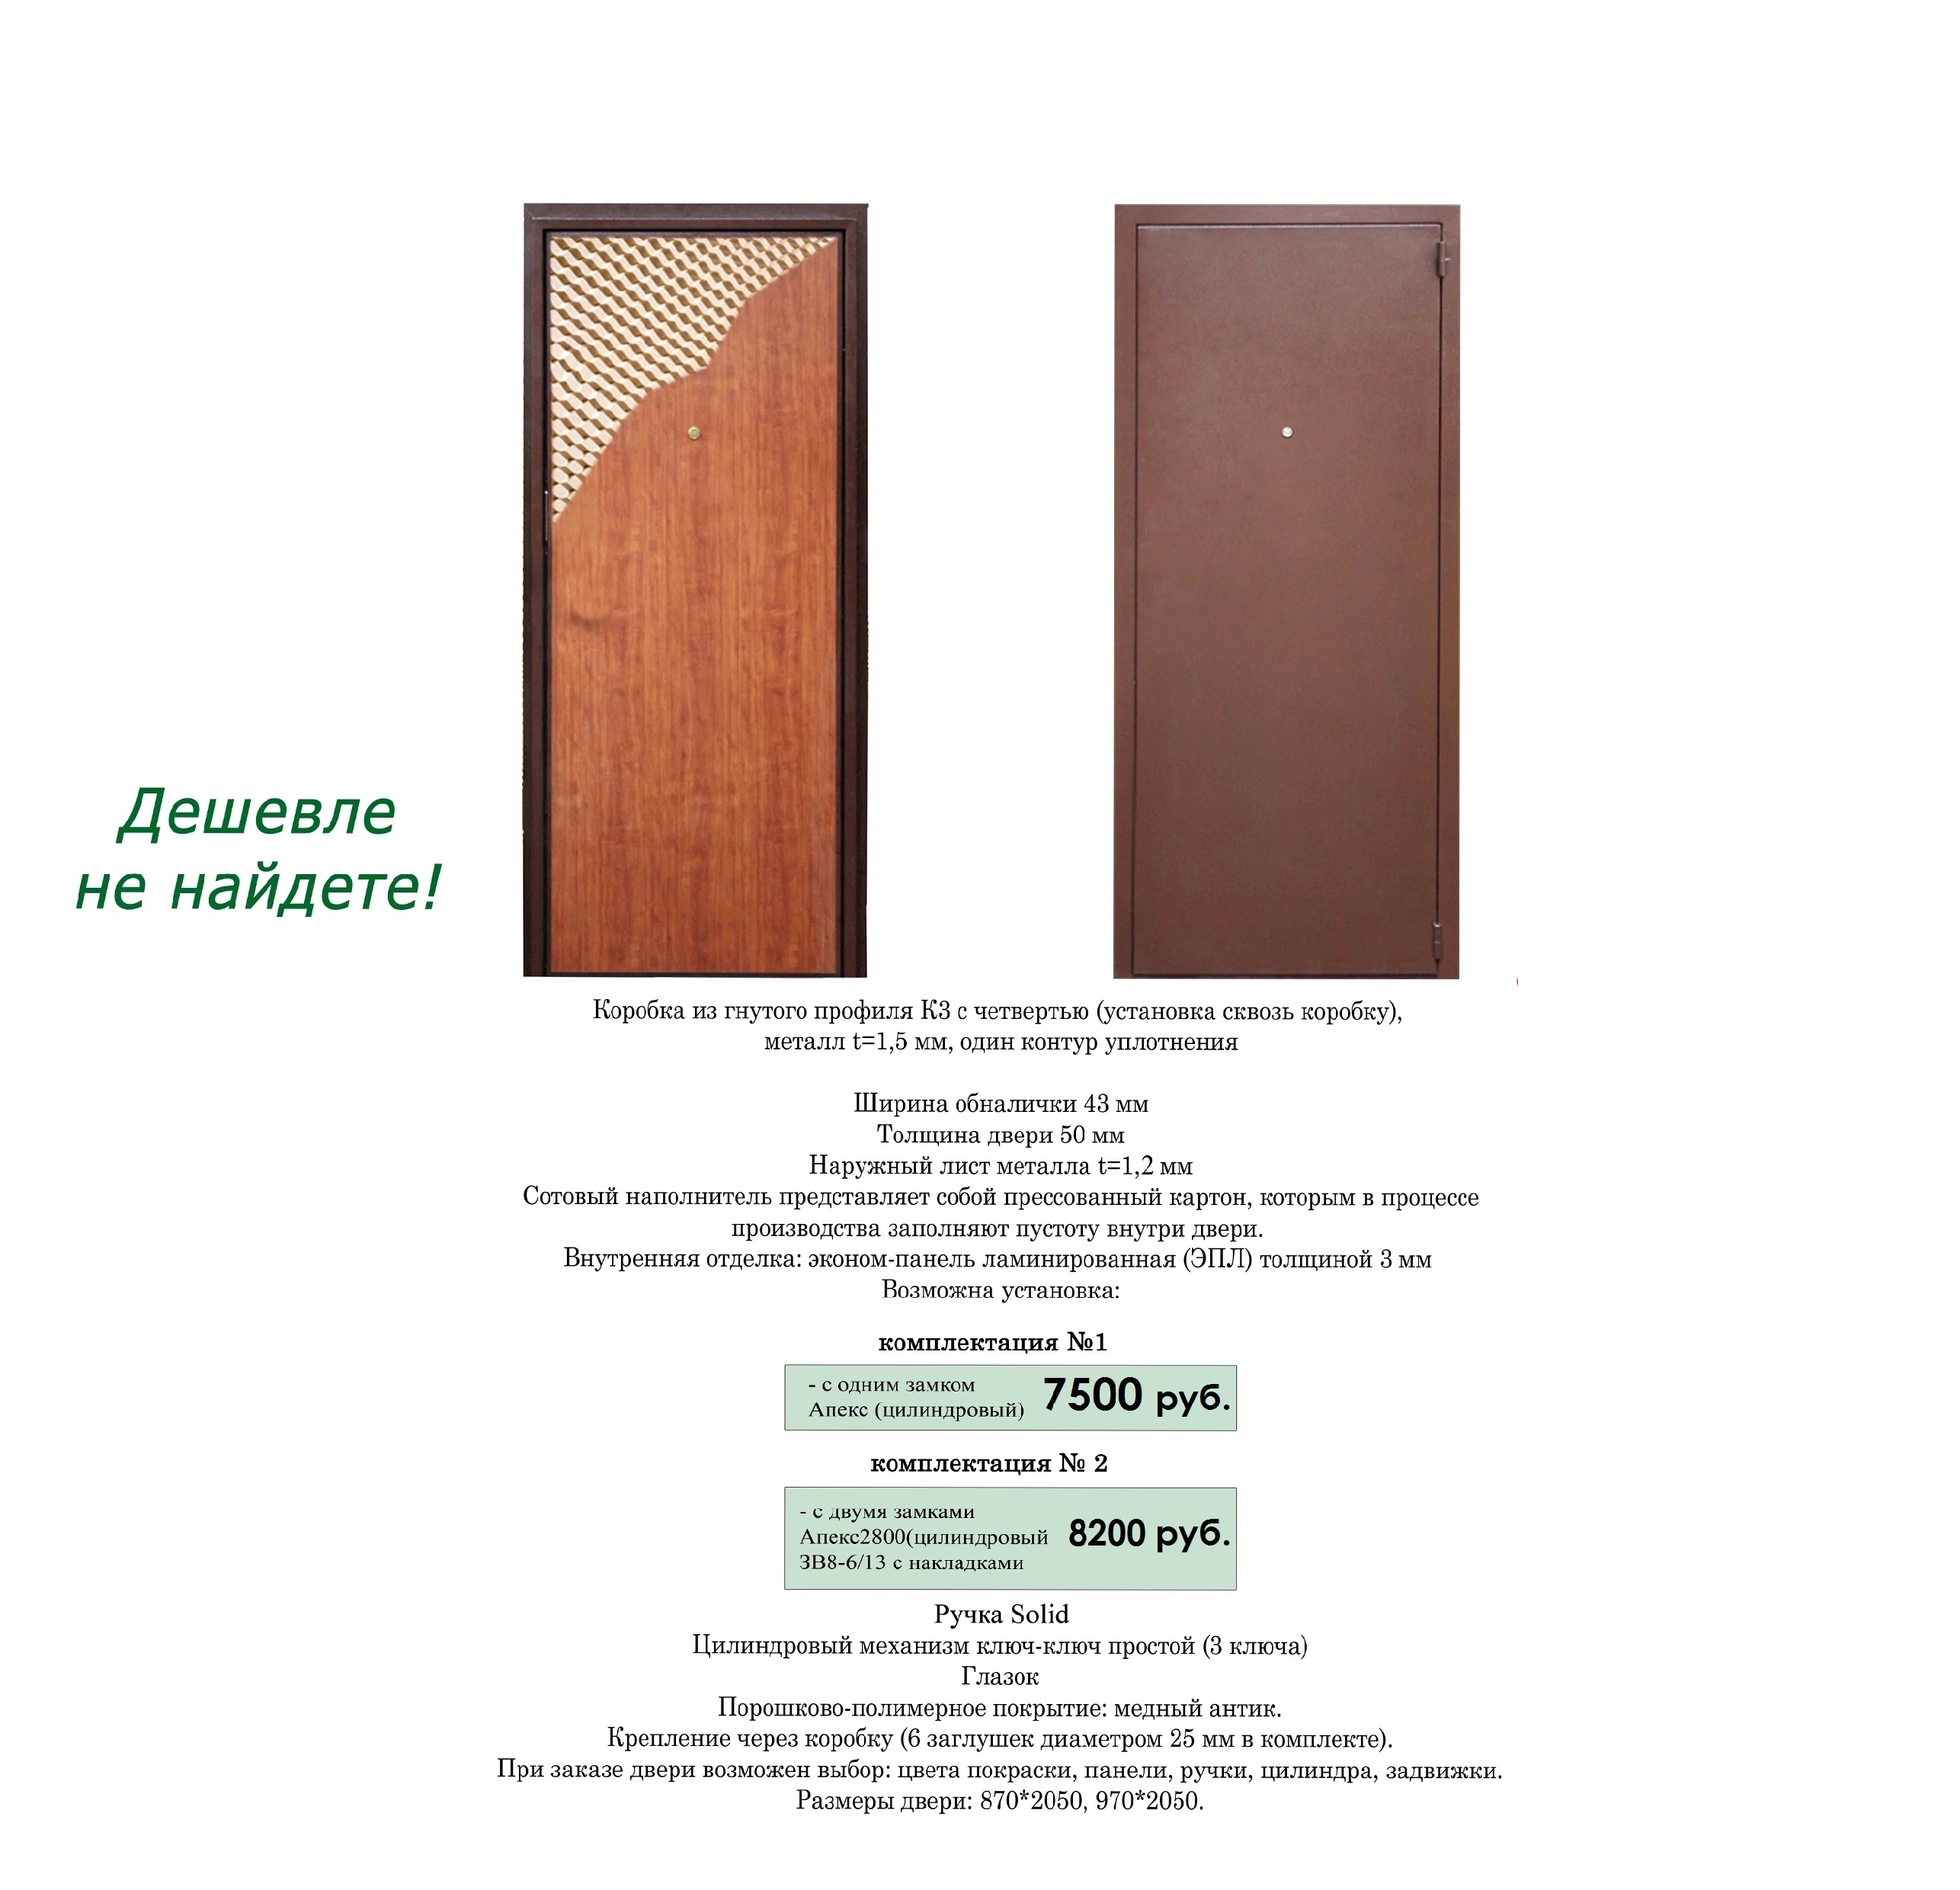 Дешевле
не найдете!
Коробка из гнутого профиля К3 с четвертью (установка сквозь коробку),
металл t=1,5 мм, один контур уплотнения
Ширина обналички 43 мм
Толщина двери 50 мм
Наружный лист металла t=1,2 мм
Сотовый наполнитель представляет собой прессованный картон, которым в процессе
производства заполняют пустоту внутри двери.
Внутренняя отделка: эконом-панель ламинированная (ЭПЛ) толщиной 3 мм
Возможна установка:
комплектация №1
- с одним замком
Апекс (цилиндровый)
7500 руб.
комплектация № 2
- с двумя замками
Апекс2800(цилиндровый
ЗВ8-6/13 с накладками
8200 руб.
Ручка Solid
Цилиндровый механизм ключ-ключ простой (3 ключа)
Глазок
Порошково-полимерное покрытие: медный антик.
Крепление через коробку (6 заглушек диаметром 25 мм в комплекте).
При заказе двери возможен выбор: цвета покраски, панели, ручки, цилиндра, задвижки.
Размеры двери: 870*2050, 970*2050.